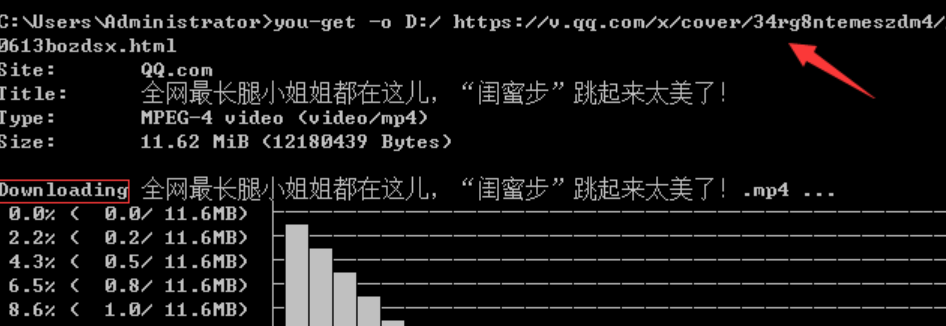 C:\Users\Administrator>you-get -o D:/ https://v.qq.com/x/cover/34rg8ntemeszdm4/
0613bozdsx.html
Site: QQ.com
Title: 全网最长腿小姐姐都在这儿，“闺蜜步”跳起来太美了！
Type: MPEG-4 video (video/mp4)
Size: 11.62 MiB (12180439 Bytes)
Downloading 全网最长腿小姐姐都在这儿，“闺蜜步”跳起来太美了！.mp4 ...
0.0% ( 0.0/ 11.6MB)
2.2% ( 0.2/ 11.6MB)
4.3% ( 0.5/ 11.6MB)
6.5% ( 0.8/ 11.6MB)
8.6% ( 1.0/ 11.6MB)